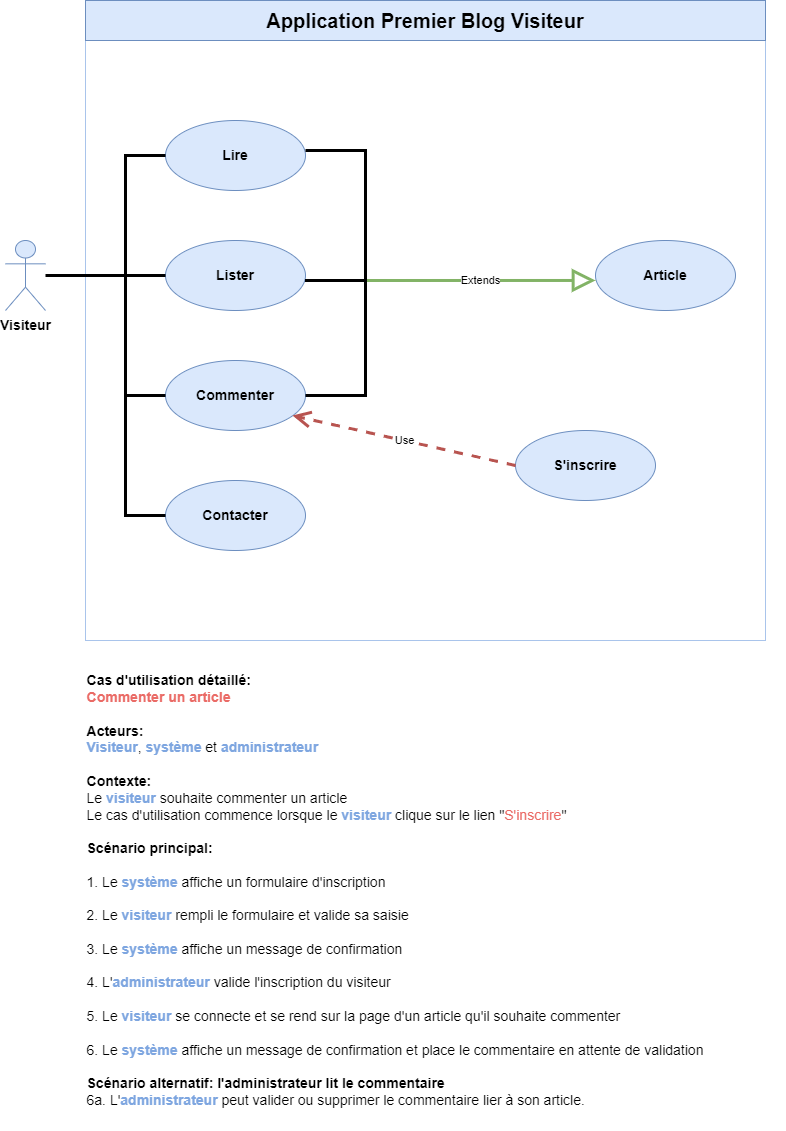 Application Premier Blog Visiteur
Lire
Lister
Extends
Article
Visiteur
Commenter
Use
S'inscrire
Contacter
Cas d'utilisation détaillé:
Commenter un article
Acteurs:
Visiteur, système et administrateur
Contexte:
Le visiteur souhaite commenter un article
Le cas d'utilisation commence lorsque le visiteur clique sur le lien "S'inscrire"
Scénario principal:
1. Le système affiche un formulaire d'inscription
2. Le visiteur rempli le formulaire et valide sa saisie
3. Le système affiche un message de confirmation
4. L'administrateur valide l'inscription du visiteur
5. Le visiteur se connecte et se rend sur la page d'un article qu'il souhaite commenter
6. Le système affiche un message de confirmation et place le commentaire en attente de validation
Scénario alternatif: l'administrateur lit le commentaire
6a. L'administrateur peut valider ou supprimer le commentaire lier à son article.